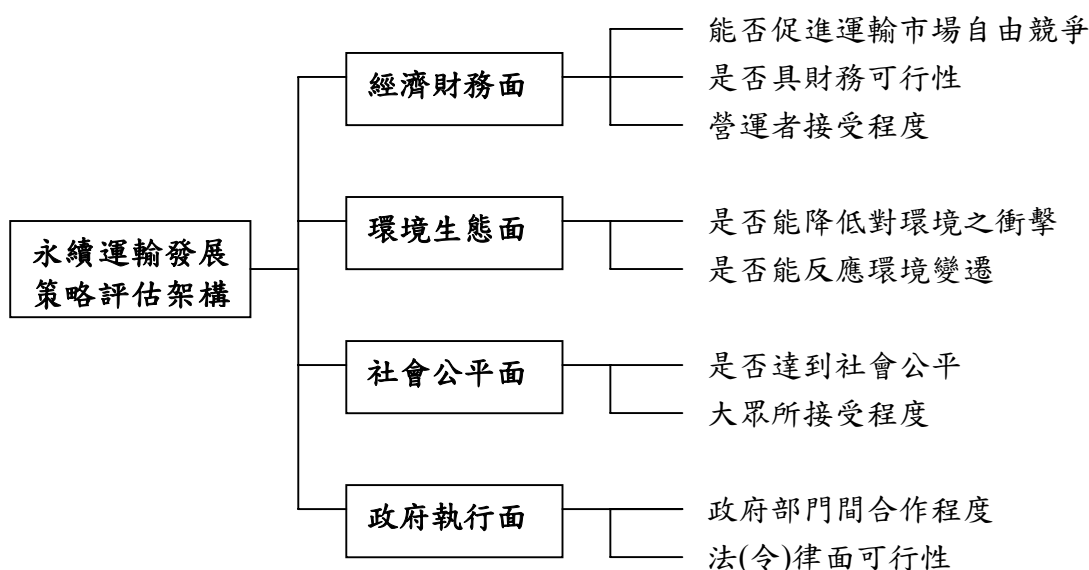 永續運輸發展
策略評估架構
經濟財務面
能否促進運輸市場自由競爭
是否具財務可行性
營運者接受程度
環境生態面
是否能降低對環境之衝擊
是否能反應環境變遷
社會公平面
是否達到社會公平
大眾所接受程度
政府執行面
政府部門間合作程度
法(令)律面可行性